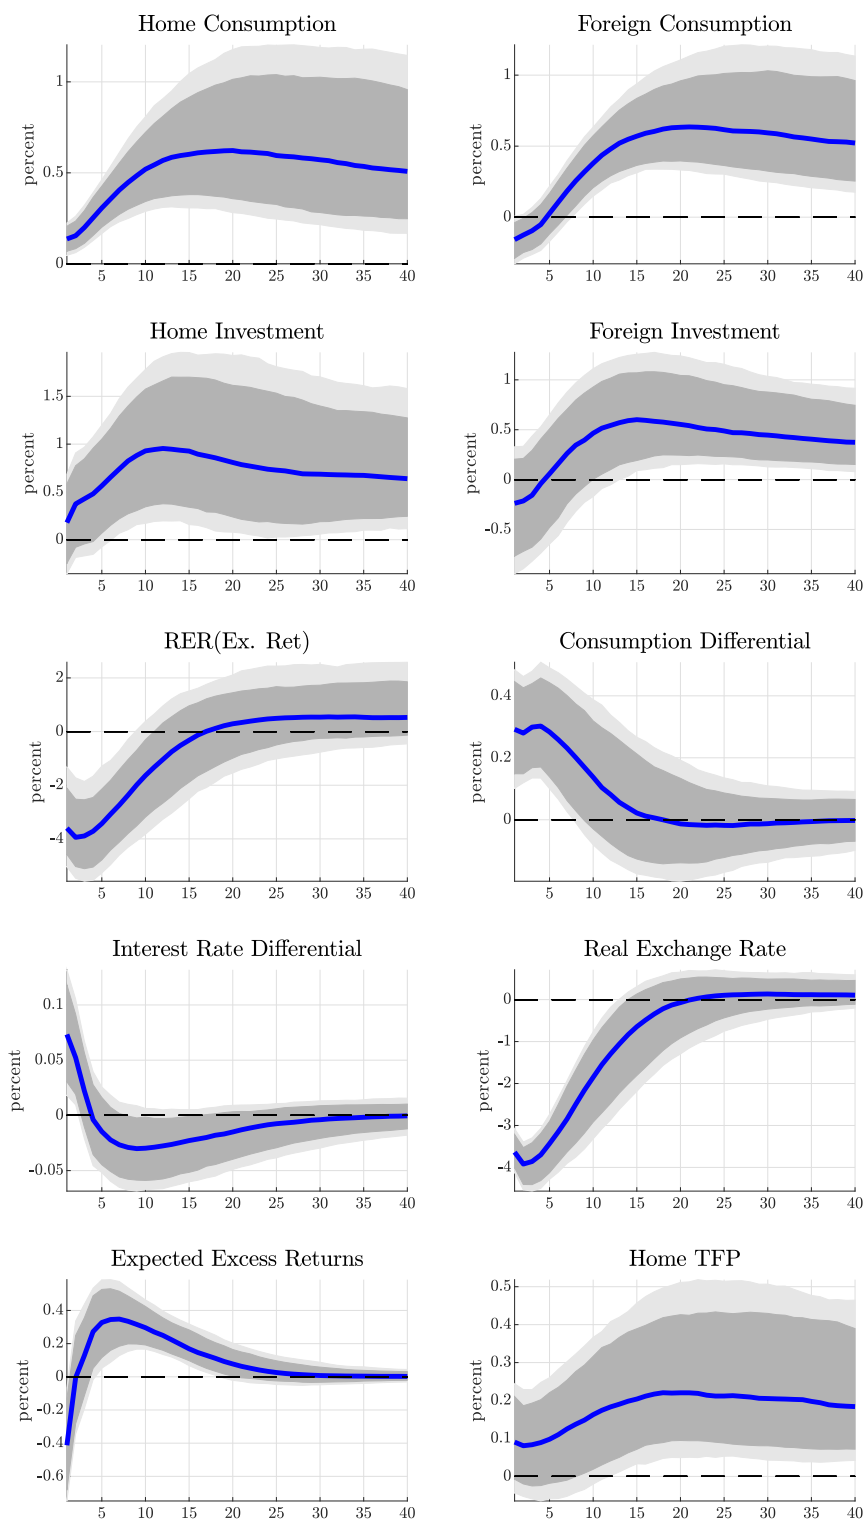 Home Consumption
percent
1
0.5
0
5 10 15 20 25 30 35 40
Foreign Consumption
percent
1
0.5
0
5 10 15 20 25 30 35 40
Home Investment
percent
1.5
1
0.5
0
5 10 15 20 25 30 35 40
Foreign Investment
percent
1
0.5
0
-0.5
5 10 15 20 25 30 35 40
RER(Ex. Ret)
percent
2
0
-2
-4
5 10 15 20 25 30 35 40
Consumption Differential
percent
0.4
0.2
0
5 10 15 20 25 30 35 40
Interest Rate Differential
percent
0.1
0.05
0
-0.05
5 10 15 20 25 30 35 40
Real Exchange Rate
percent
0
-1
-2
-3
-4
5 10 15 20 25 30 35 40
Expected Excess Returns
percent
0.4
0.2
0
-0.2
-0.4
-0.6
5 10 15 20 25 30 35 40
Home TFP
percent
0.5
0.4
0.3
0.2
0.1
0
5 10 15 20 25 30 35 40